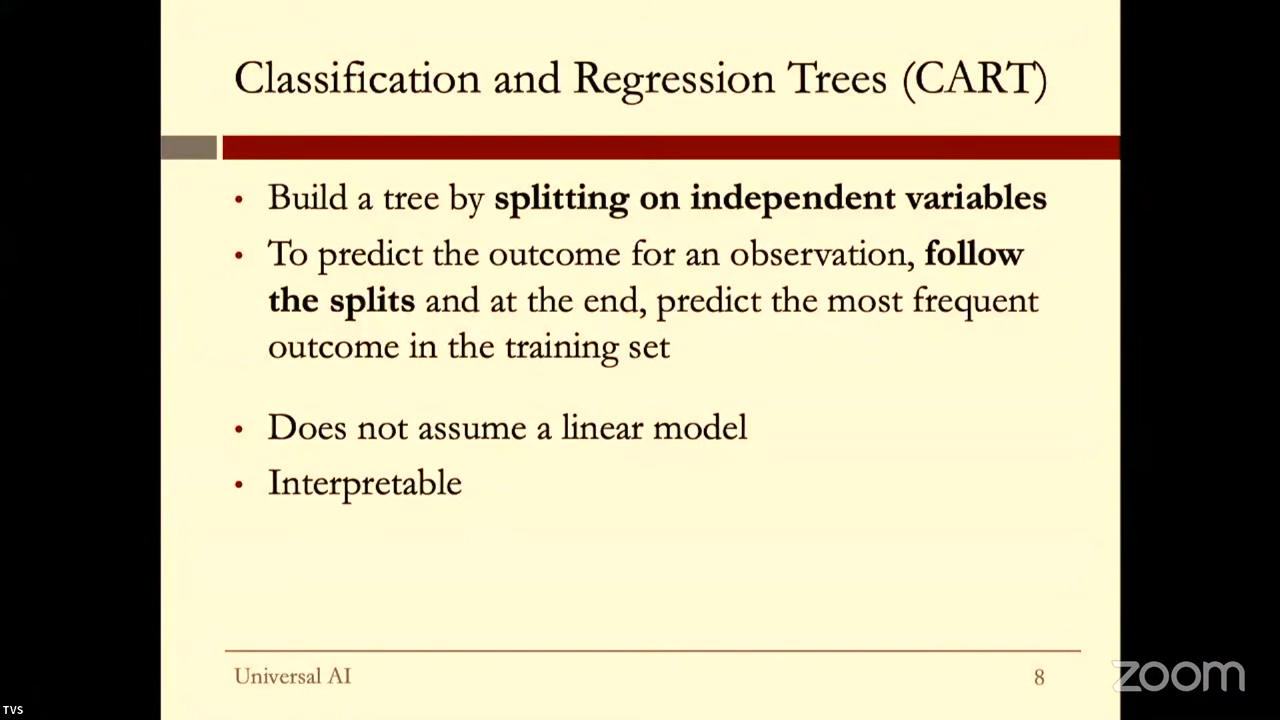 Classification and Regression Trees (CART)
• Build a tree by splitting on independent variables
• To predict the outcome for an observation, follow
the splits and at the end, predict the most frequent
outcome in the training set
• Does not assume a linear model
• Interpretable
Universal AI
8
zoom
TVS